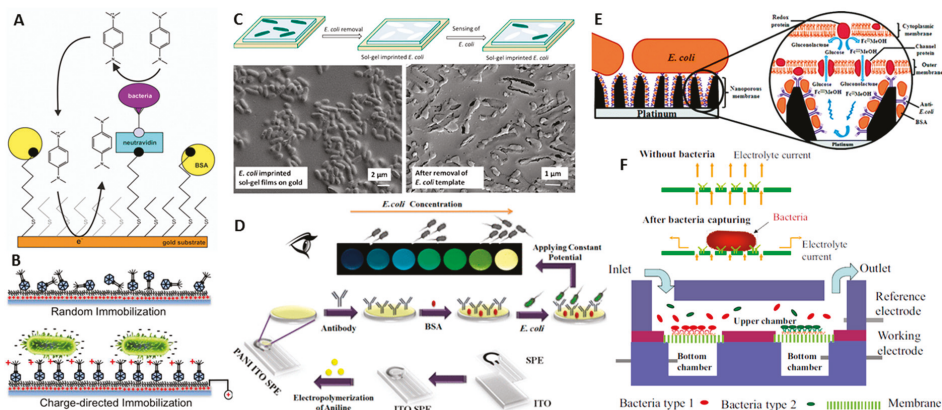 A
bacteria
neutravidin
BSA
S
S
S
S
S
e
gold substrate
B
Random Immobilization
Charge-directed Immobilization
C
E. coli removal
Sensing of
E. coli
Sol-gel imprinted E. coli
Sol-gel imprinted E. coli
E. coli imprinted
sol-gel films on gold
2 µm
After removal of
E. coli template
1 µm
D
E.coli Concentration
Applying Constant
Potential
Antibody
BSA
E. coli
PANI ITO SPE
Electropolymerization
of Aniline
ITO SPE
SPE
ITO
E
E. coli
Nanoporous
membrane
Platinum
Redox
protein
Cytoplasmic
membrane
Gluconolactone
Glucose
Channel
protein
Outer
membrane
Gluconolactone
Glucose
Anti-
E.coli
BSA
Platinum
F
Without bacteria
Electrolyte current
After bacteria capturing
Bacteria
Electrolyte
current
Inlet
Outlet
Upper chamber
Reference
electrode
Working
electrode
Bottom
chamber
Bottom
chamber
Bacteria type 1
Bacteria type 2
Membrane